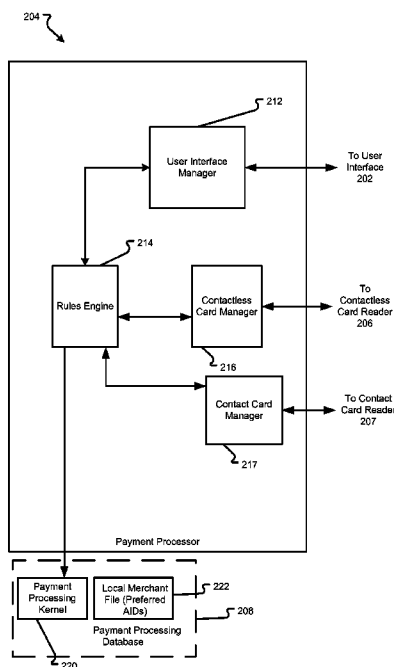 204
212
User Interface
Manager
To User
Interface
202
214
Rules Engine
Contactless
Card Manager
216
To
Contactless
Card Reader
206
Contact Card
Manager
217
To Contact
Card Reader
207
Payment Processor
Payment
Processing
Kernel
220
Local Merchant
File (Preferred
AIDs)
222
Payment Processing
Database
208